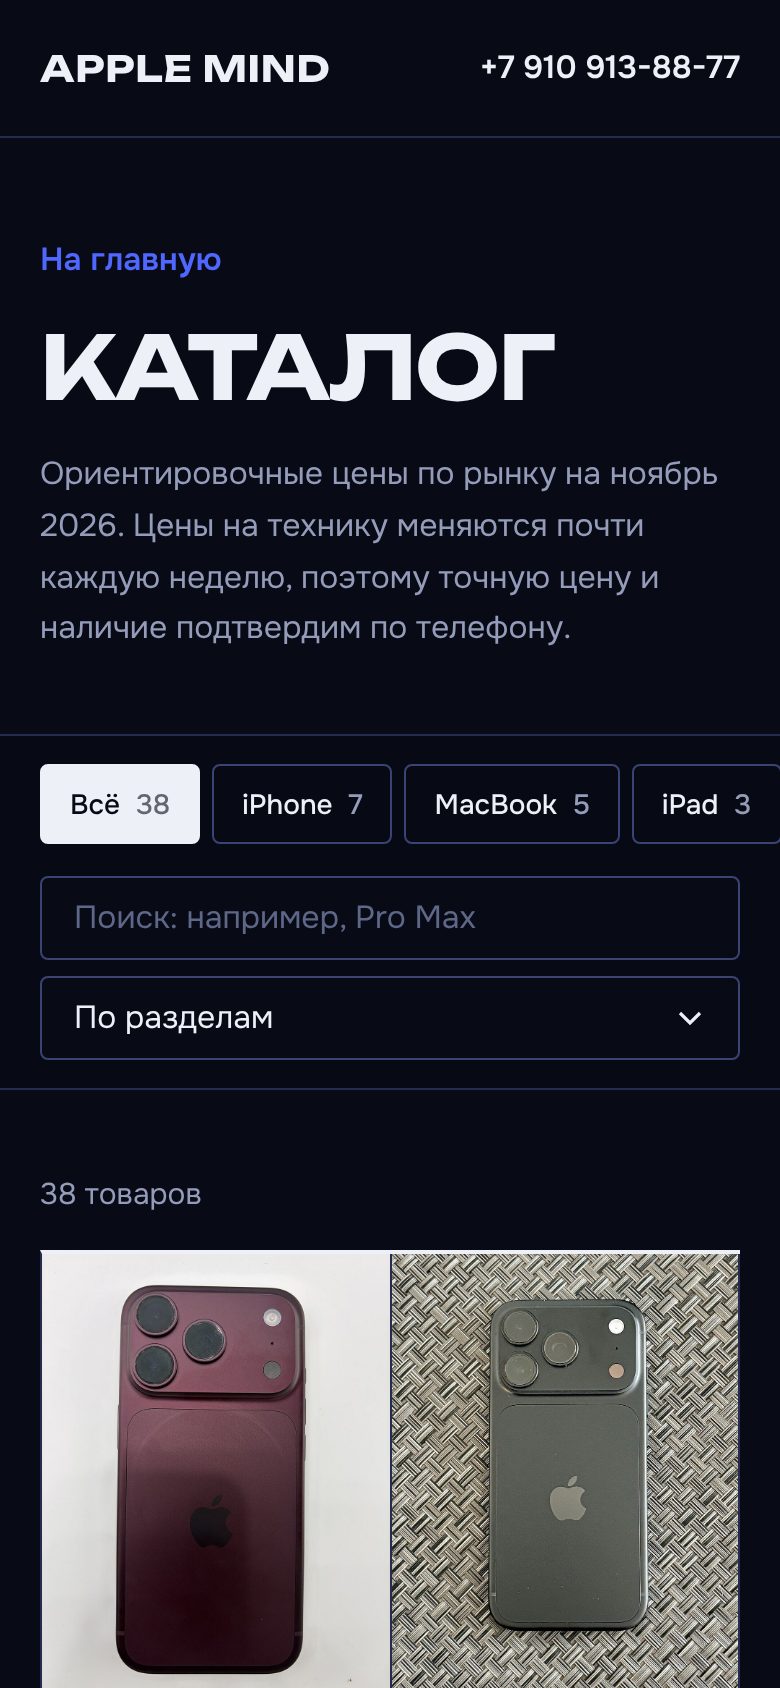 APPLE MIND
+7 910 913-88-77
На главную
КАТАЛОГ
Ориентировочные цены по рынку на ноябрь
2026. Цены на технику меняются почти
каждую неделю, поэтому точную цену и
наличие подтвердим по телефону.
Всё 38
iPhone 7
MacBook 5
iPad 3
Поиск: например, Pro Max
По разделам
38 товаров